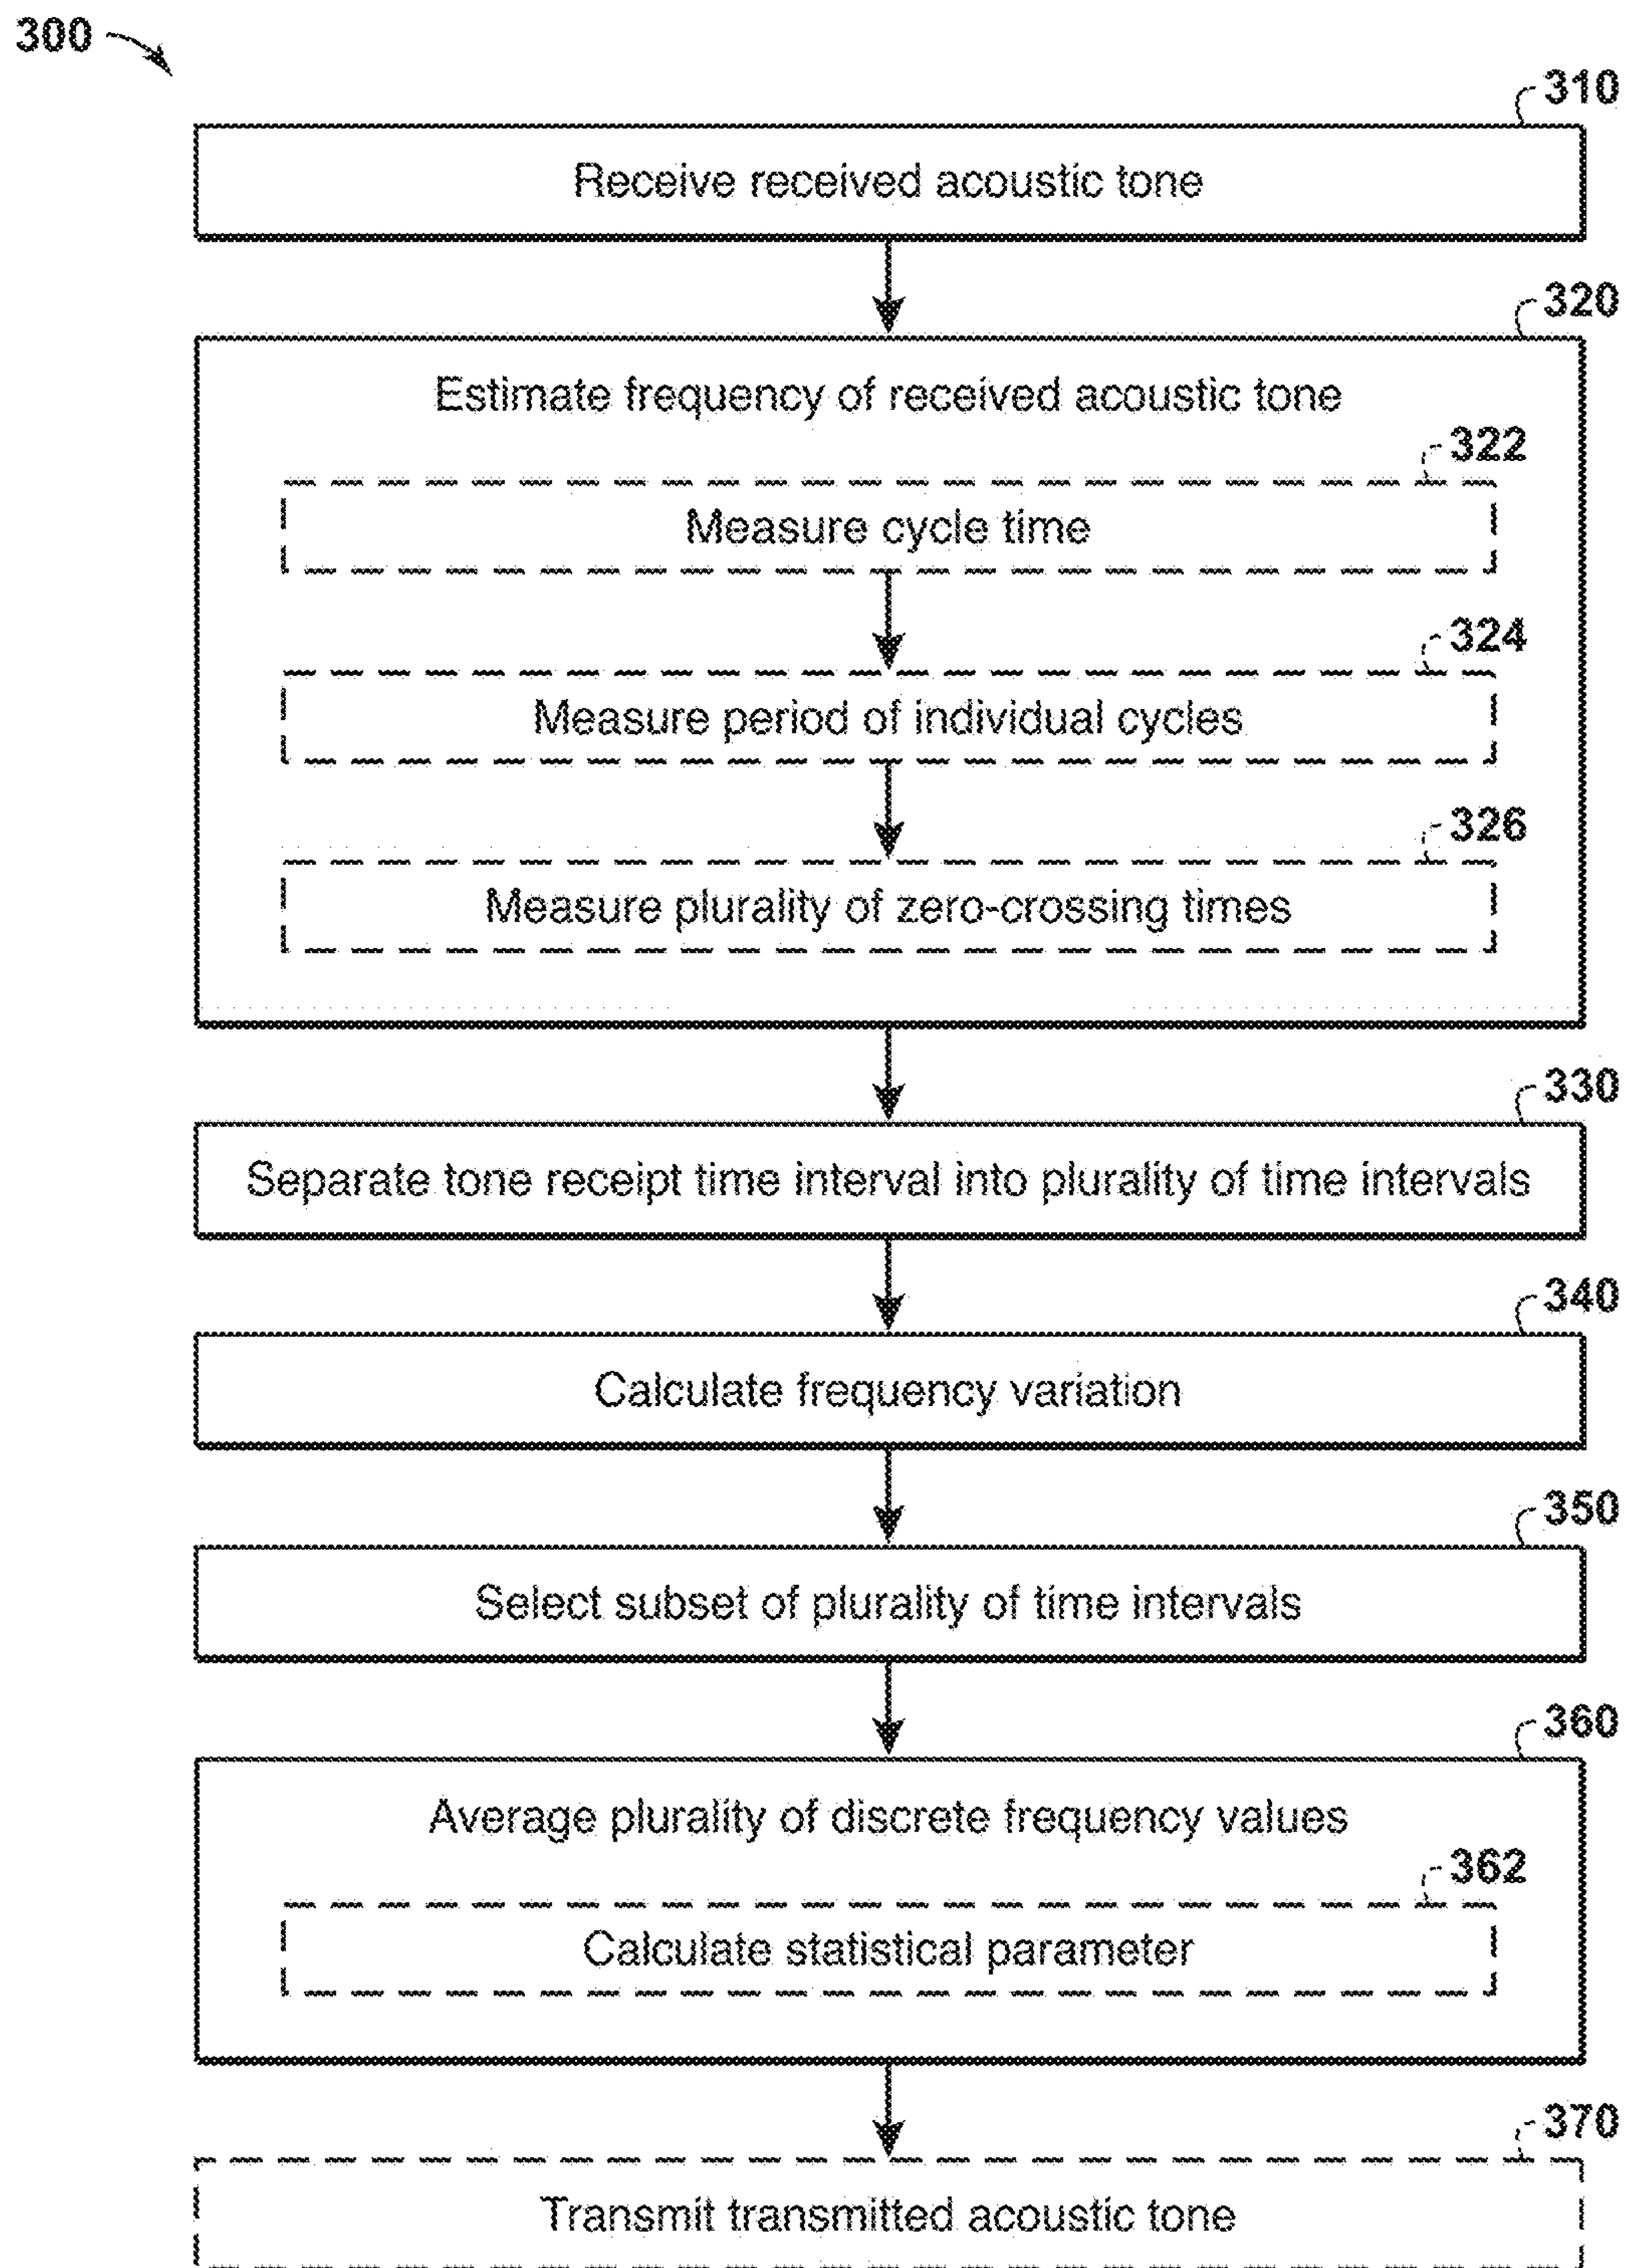 300
310
Receive received acoustic tone
320
Estimate frequency of received acoustic tone
322
Measure cycle time
324
Measure period of individual cycles
326
Measure plurality of zero-crossing times
330
Separate tone receipt time interval into plurality of time intervals
340
Calculate frequency variation
350
Select subset of plurality of time intervals
360
Average plurality of discrete frequency values
362
Calculate statistical parameter
370
Transmit transmitted acoustic tone